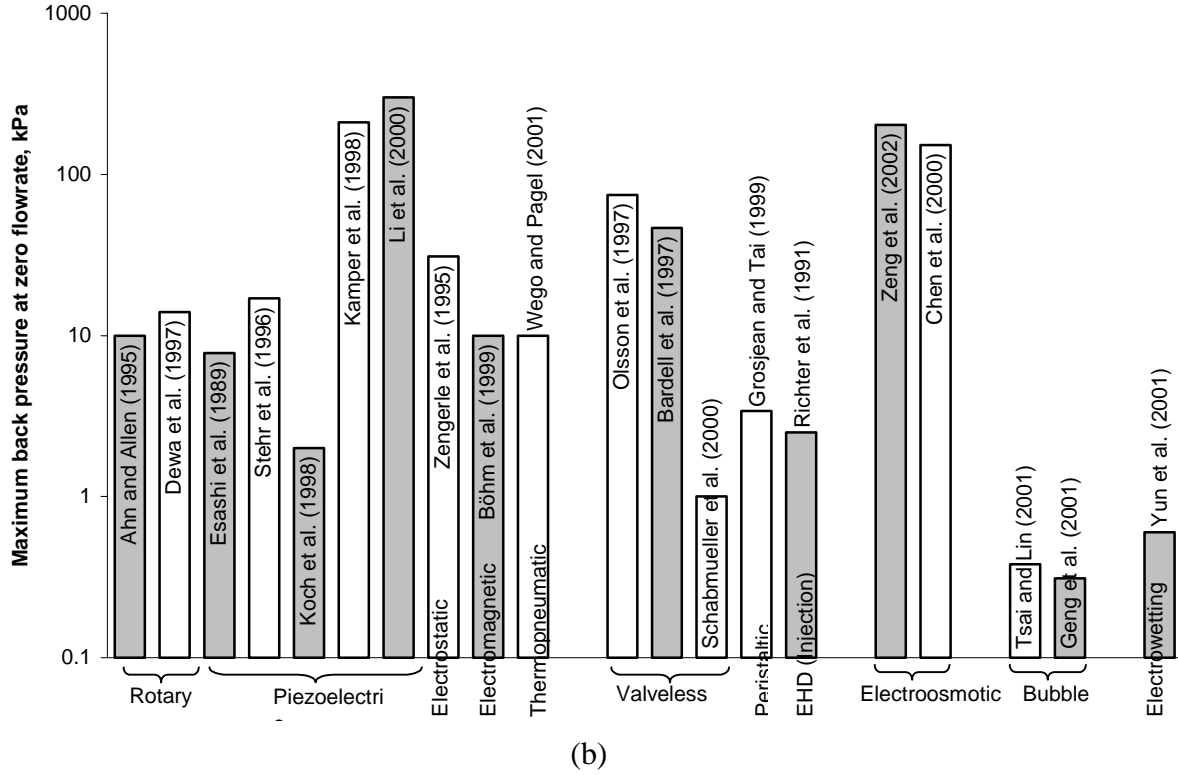 Maximum back pressure at zero flowrate, kPa
1000
100
10
1
0.1
Ahn and Allen (1995)
Dewa et al. (1997)
Esashi et al. (1989)
Stehr et al. (1996)
Koch et al. (1998)
Kamper et al. (1998)
Li et al. (2000)
Zengerle et al. (1995)
Böhm et al. (1999)
Wego and Pagel (2001)
Olsson et al. (1997)
Bardell et al. (1997)
Schabmueller et al. (2000)
Grosjean and Tai (1999)
Richter et al. (1991)
Zeng et al. (2002)
Chen et al. (2000)
Tsai and Lin (2001)
Geng et al. (2001)
Yun et al. (2001)
Rotary
Piezoelectri
Electrostatic
Electromagnetic
Thermopneumatic
Valveless
Peristaltic
EHD (Injection)
Electroosmotic
Bubble
Electrowetting
(b)